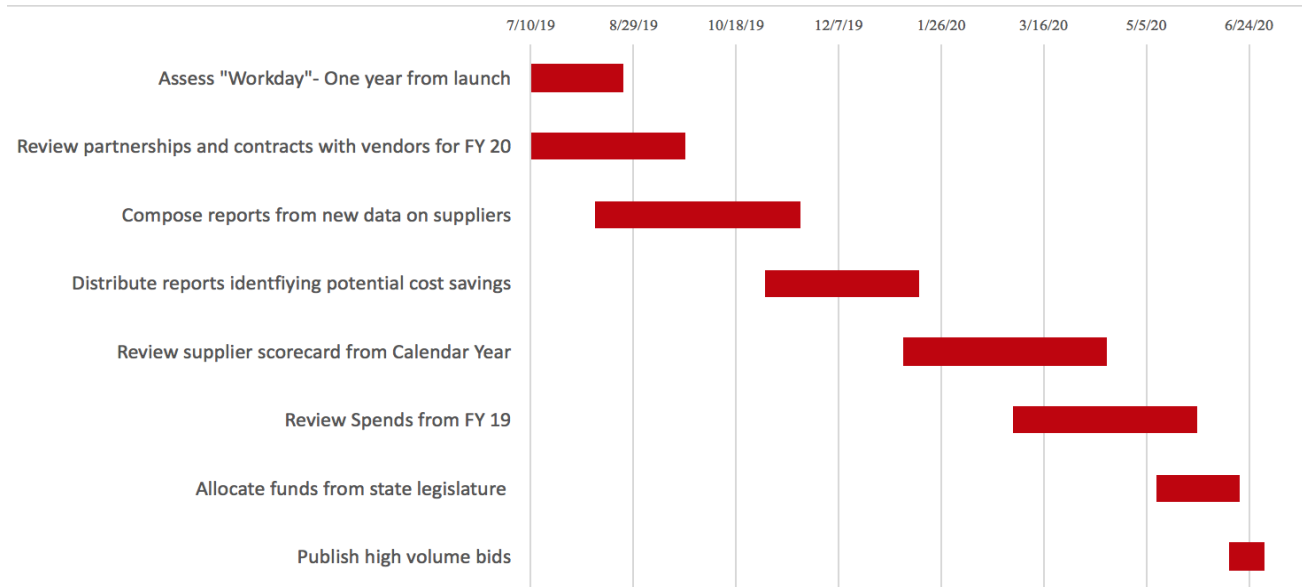 7/10/19 8/29/19 10/18/19 12/7/19 1/26/20 3/16/20 5/5/20 6/24/20
Assess "Workday"- One year from launch
Review partnerships and contracts with vendors for FY 20
Compose reports from new data on suppliers
Distribute reports identfiying potential cost savings
Review supplier scorecard from Calendar Year
Review Spends from FY 19
Allocate funds from state legislature
Publish high volume bids